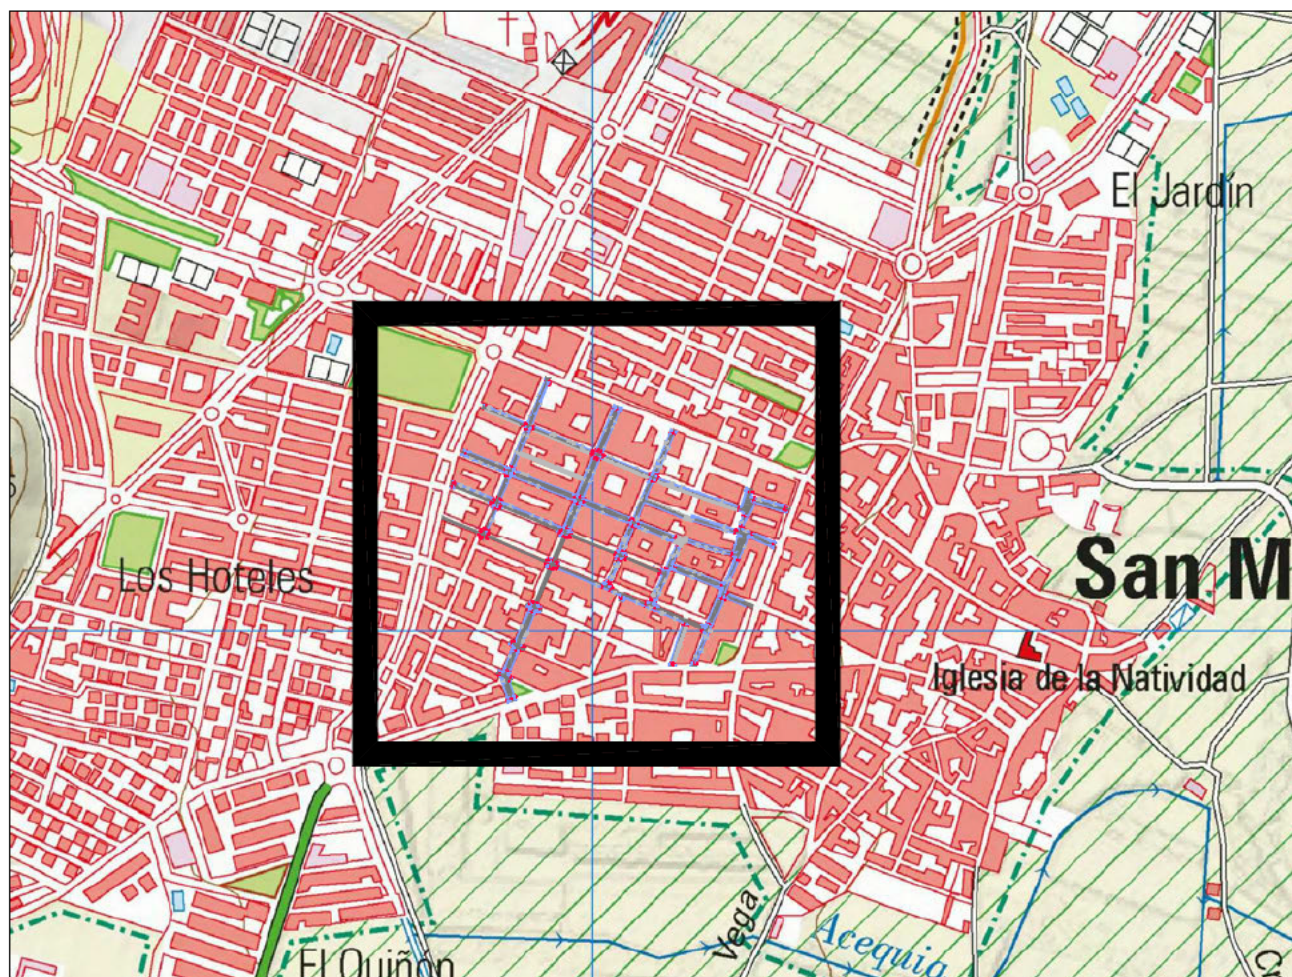 El Jardín
Los Hoteles
San M
Iglesia de la Natividad
Vega
Acequia
El Quiñón